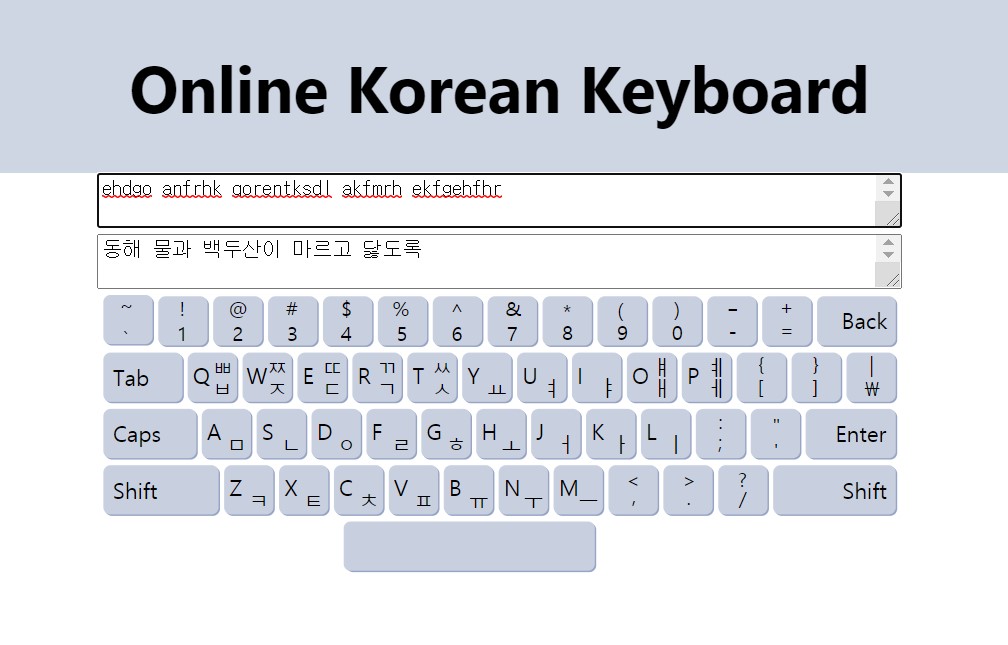 Online Korean Keyboard
ehdgo anfrhk qorentksdl akfmrh ekfgehfhr
동해 물과 백두산이 마르고 닳도록
~ ! @ # $ % ^ & * ( ) – +
` 1 2 3 4 5 6 7 8 9 0 - = Back
Tab Q ㅃ ㅂ W ㅉ ㅈ E ㄸ ㄷ R ㄲ ㄱ T ㅆ ㅅ Y ㅛ U ㅕ I ㅑ O ㅒ ㅐ P ㅖ ㅔ { [ } ] | ₩
Caps A ㅁ S ㄴ D ㅇ F ㄹ G ㅎ H ㅗ J ㅓ K ㅏ L ㅣ : ; " ' Enter
Shift Z ㅋ X ㅌ C ㅊ V ㅍ B ㅠ N ㅜ M ㅡ < , > . ? / Shift